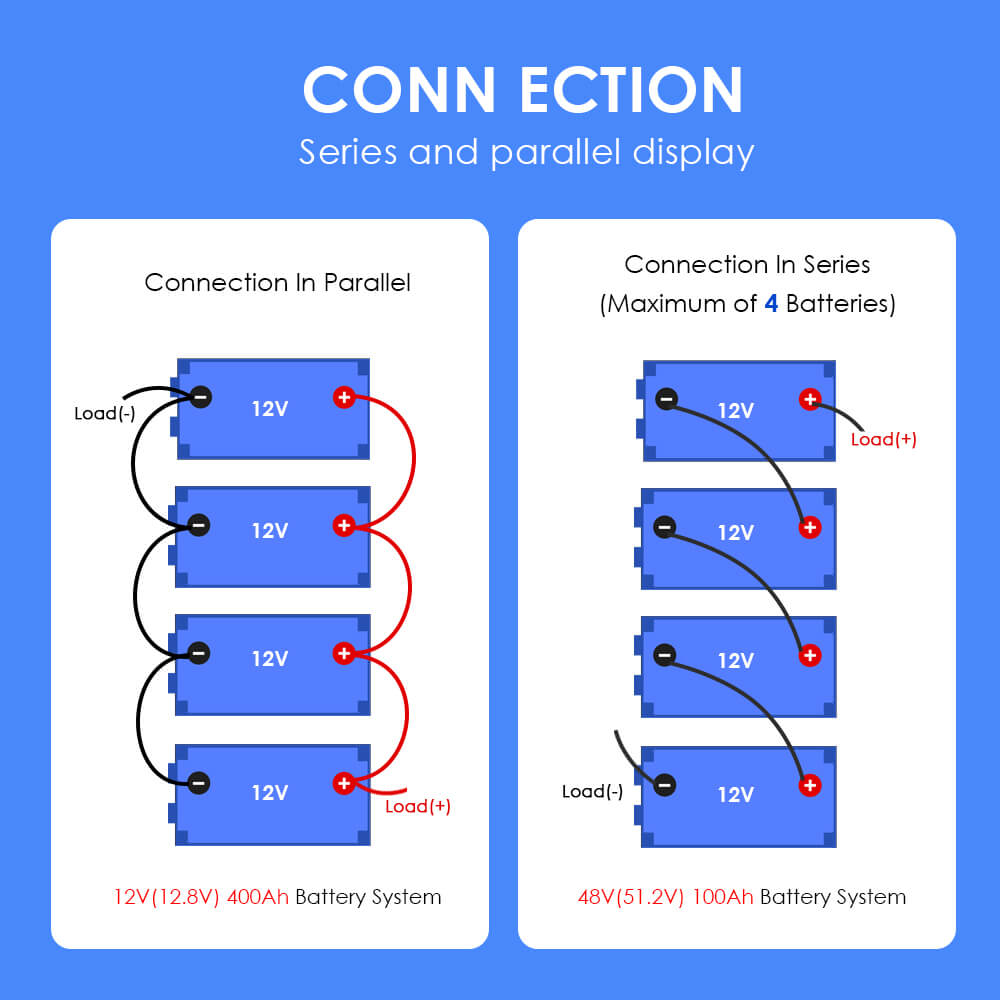 CONN ECTION
Series and parallel display
Connection In Parallel
Load(-)
12V
12V
12V
12V
Load(+)
12V(12.8V) 400Ah Battery System
Connection In Series
(Maximum of 4 Batteries)
12V
Load(+)
12V
12V
Load(-)
12V
48V(51.2V) 100Ah Battery System